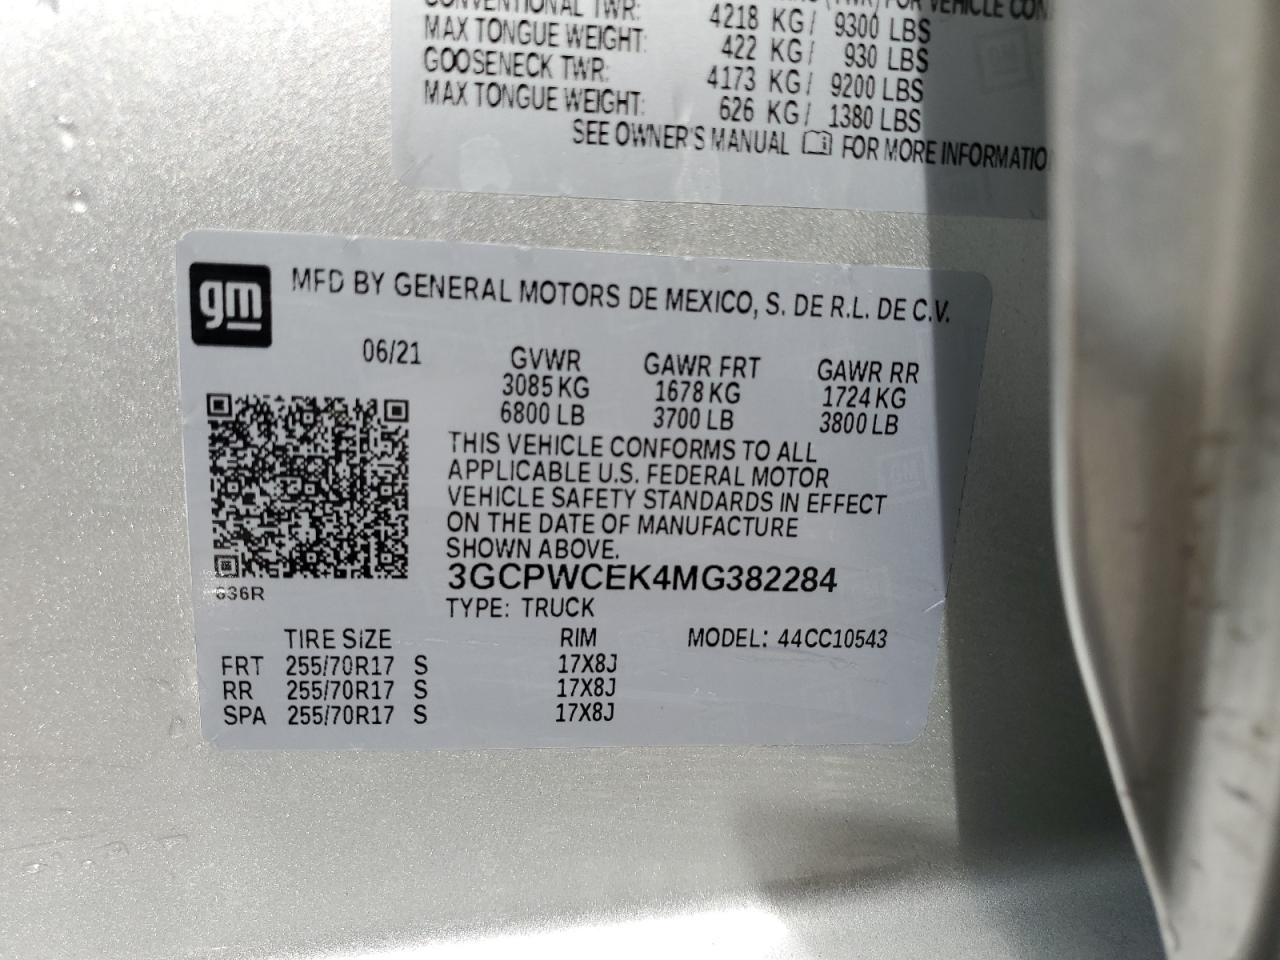 CONVENTIONAL TWR: 4218 KG/ 9300 LBS
MAX TONGUE WEIGHT: 422 KG/ 930 LBS
GOOSENECK TWR: 4173 KG/ 9200 LBS
MAX TONGUE WEIGHT: 626 KG/ 1380 LBS
SEE OWNER'S MANUAL FOR MORE INFORMATIO
gm
MFD BY GENERAL MOTORS DE MEXICO, S. DE R.L. DE C.V.
06/21 GVWR GAWR FRT GAWR RR
3085 KG 1678 KG 1724 KG
6800 LB 3700 LB 3800 LB
THIS VEHICLE CONFORMS TO ALL
APPLICABLE U.S. FEDERAL MOTOR
VEHICLE SAFETY STANDARDS IN EFFECT
ON THE DATE OF MANUFACTURE
SHOWN ABOVE.
3GCPWCEK4MG382284
636R
TYPE: TRUCK
TIRE SIZE RIM MODEL: 44CC10543
FRT 255/70R17 S 17X8J
RR 255/70R17 S 17X8J
SPA 255/70R17 S 17X8J